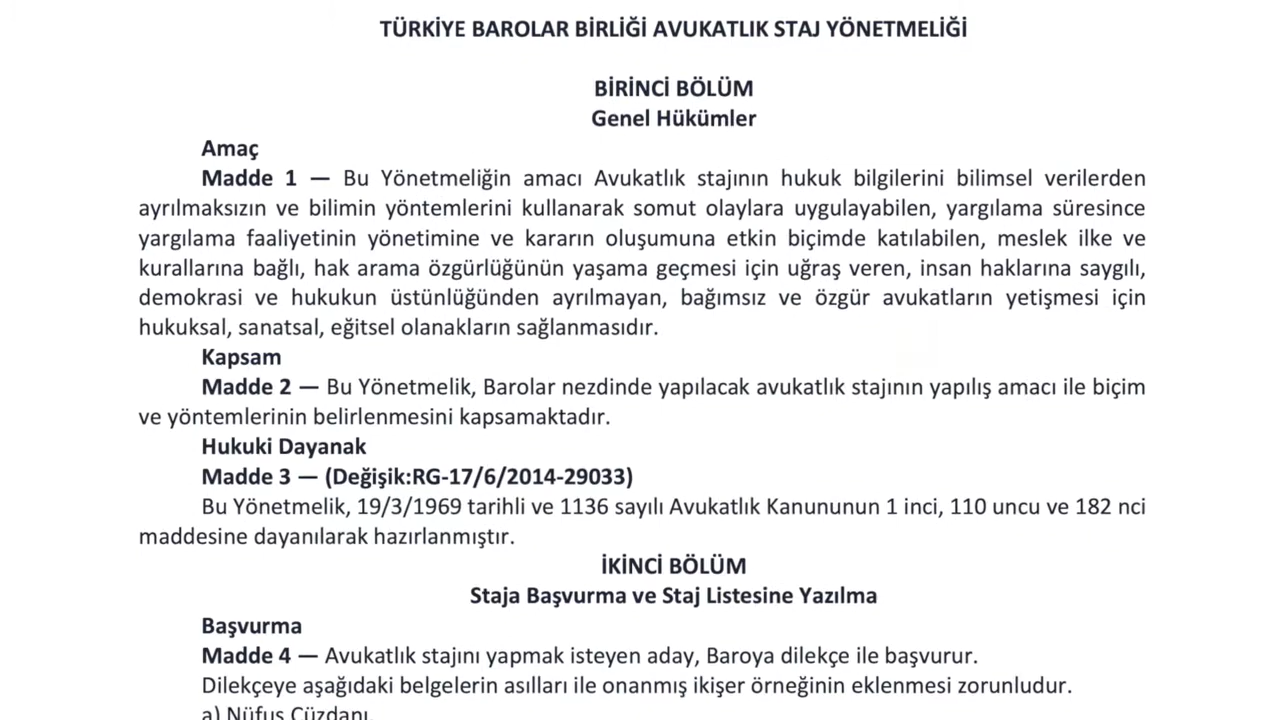 TÜRKİYE BAROLAR BİRLİĞİ AVUKATLIK STAJ YÖNETMELİĞİ
BİRİNCİ BÖLÜM
Genel Hükümler
Amaç
Madde 1 — Bu Yönetmeliğin amacı Avukatlık stajının hukuk bilgilerini bilimsel verilerden
ayrılmaksızın ve bilimin yöntemlerini kullanarak somut olaylara uygulayabilen, yargılama süresince
yargılama faaliyetinin yönetimine ve kararın oluşumuna etkin biçimde katılabilen, meslek ilke ve
kurallarına bağlı, hak arama özgürlüğünün yaşama geçmesi için uğraş veren, insan haklarına saygılı,
demokrasi ve hukukun üstünlüğünden ayrılmayan, bağımsız ve özgür avukatların yetişmesi için
hukuksal, sanatsal, eğitsel olanakların sağlanmasıdır.
Kapsam
Madde 2 — Bu Yönetmelik, Barolar nezdinde yapılacak avukatlık stajının yapılış amacı ile biçim
ve yöntemlerinin belirlenmesini kapsamaktadır.
Hukuki Dayanak
Madde 3 — (Değişik:RG-17/6/2014-29033)
Bu Yönetmelik, 19/3/1969 tarihli ve 1136 sayılı Avukatlık Kanununun 1 inci, 110 uncu ve 182 nci
maddesine dayanılarak hazırlanmıştır.
İKİNCİ BÖLÜM
Staja Başvurma ve Staj Listesine Yazılma
Başvurma
Madde 4 — Avukatlık stajını yapmak isteyen aday, Baroya dilekçe ile başvurur.
Dilekçeye aşağıdaki belgelerin asılları ile onanmış ikişer örneğinin eklenmesi zorunludur.
a) Nüfus Cüzdanı,